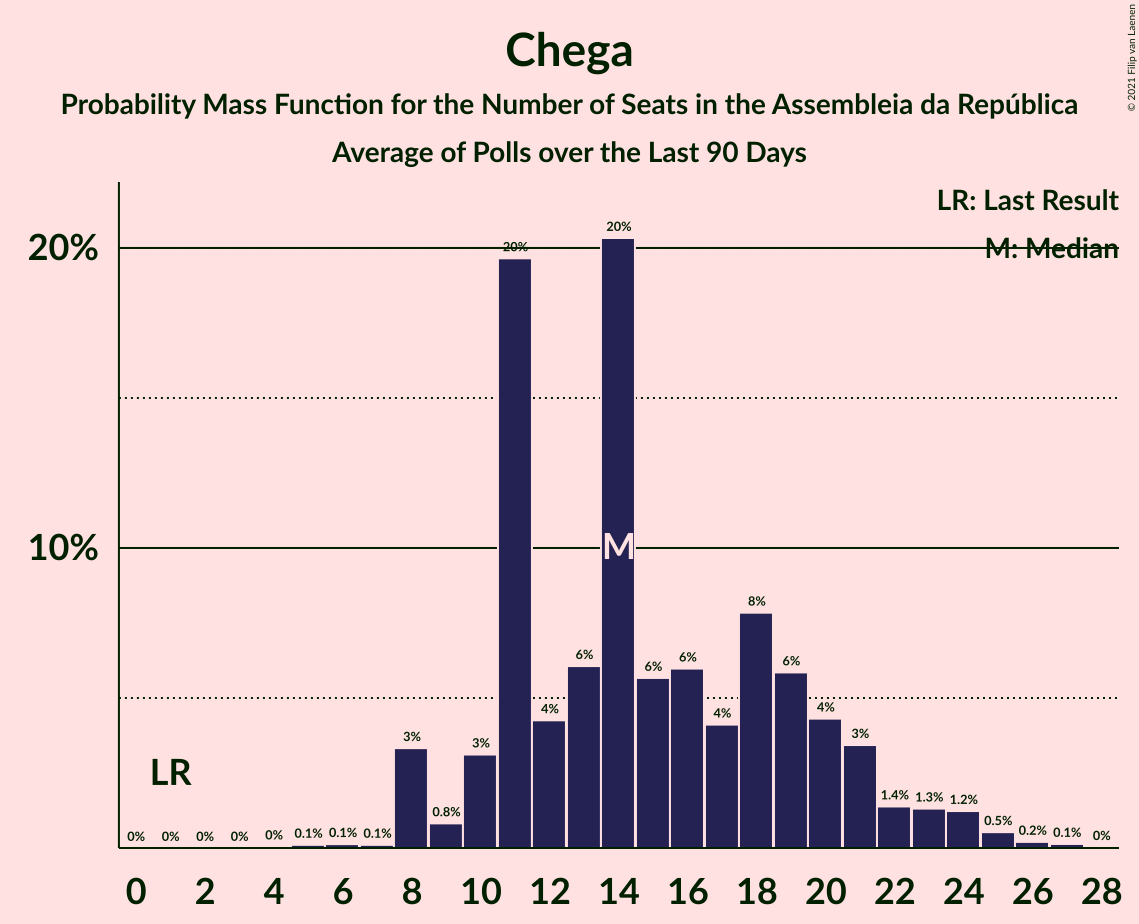 Chega
Probability Mass Function for the Number of Seats in the Assembleia da República
Average of Polls over the Last 90 Days
© 2021 Filip van Laenen
LR: Last Result
M: Median
20%
10%
0% 0% 0% 0% 0% 0.1% 0.1% 0.1% 3% 0.8% 3% 20% 4% 6% 20% 6% 6% 4% 8% 6% 4% 3% 1.4% 1.3% 1.2% 0.5% 0.2% 0.1% 0%
M
LR
0 2 4 6 8 10 12 14 16 18 20 22 24 26 28